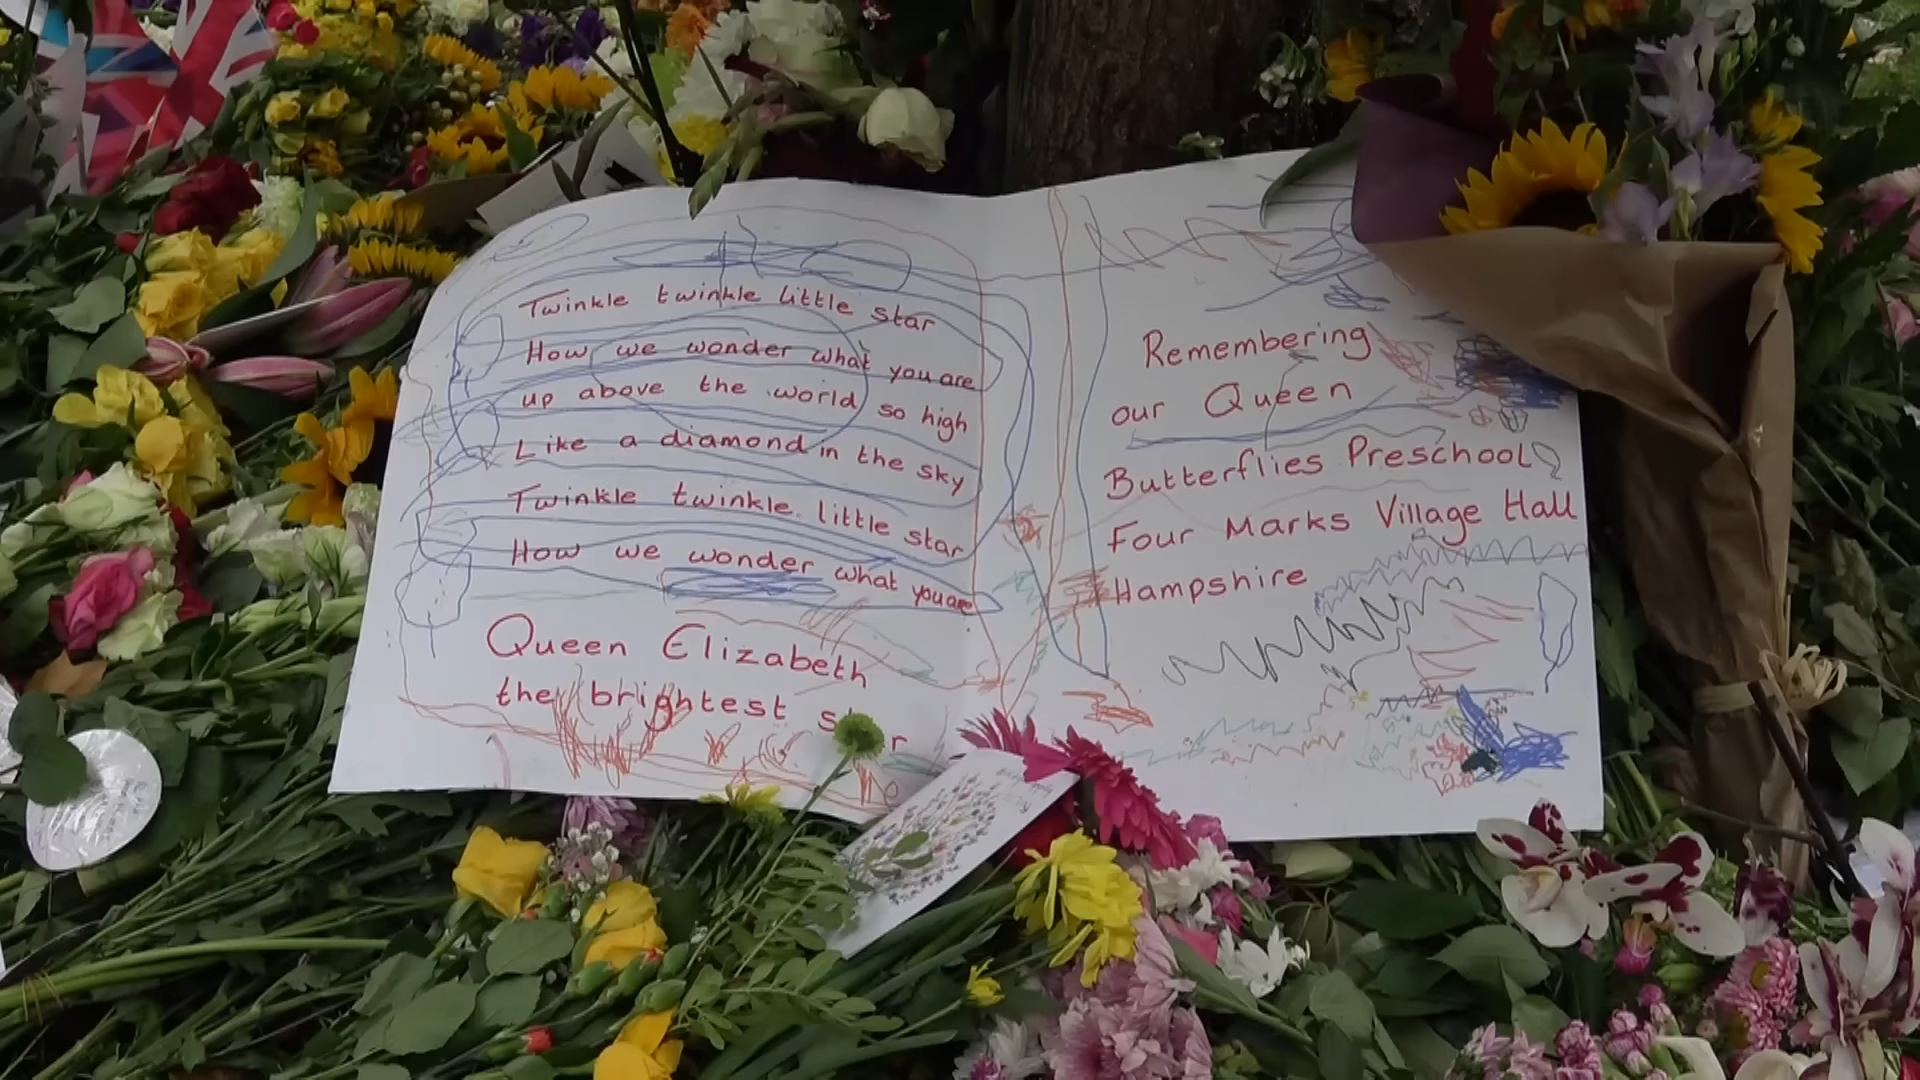 Twinkle twinkle little star
How we wonder what you are
up above the world so high
Like a diamond in the sky
Twinkle twinkle little star
How we wonder what you are
Queen Elizabeth
the brightest
Remembering
our Queen
Butterflies Preschool
Four Marks Village Hall
Hampshire